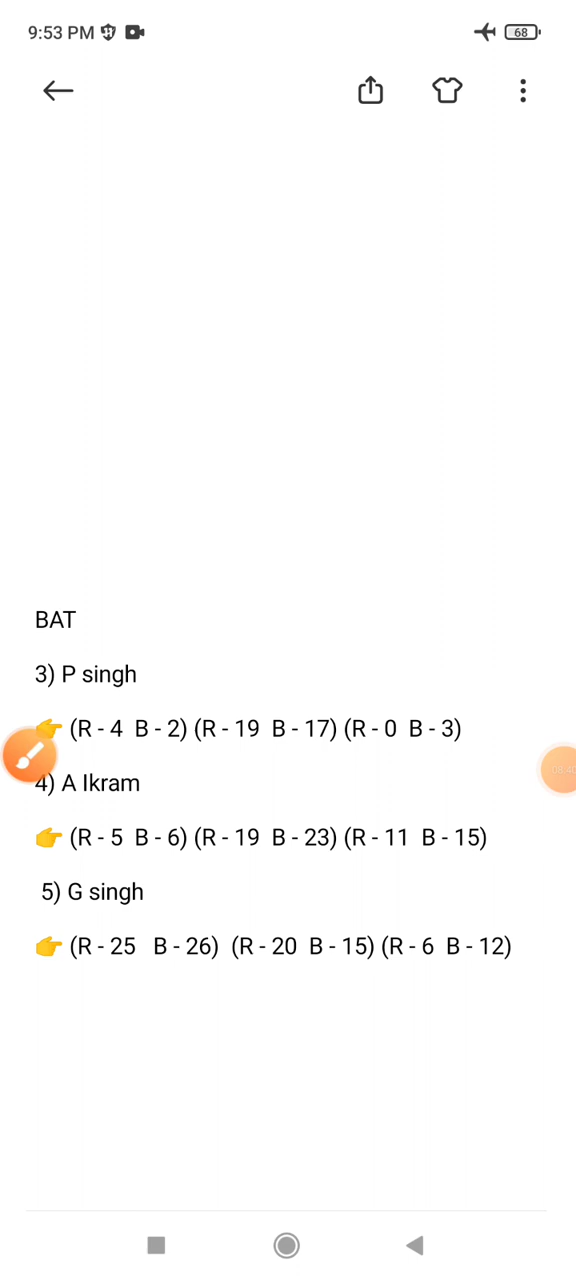 9:53 PM
68
BAT
3) P singh
👉 (R - 4 B - 2) (R - 19 B - 17) (R - 0 B - 3)
4) A Ikram
👉 (R - 5 B - 6) (R - 19 B - 23) (R - 11 B - 15)
5) G singh
👉 (R - 25 B - 26) (R - 20 B - 15) (R - 6 B - 12)